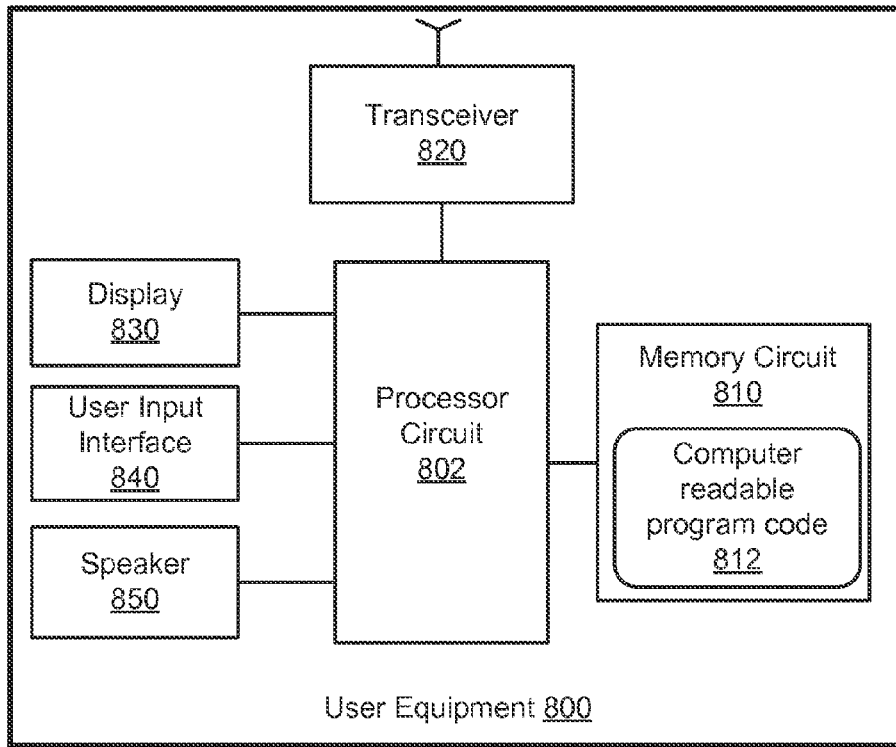 Transceiver
820
Display
830
User Input
Interface
840
Speaker
850
Processor
Circuit
802
Memory Circuit
810
Computer
readable
program code
812
User Equipment 800